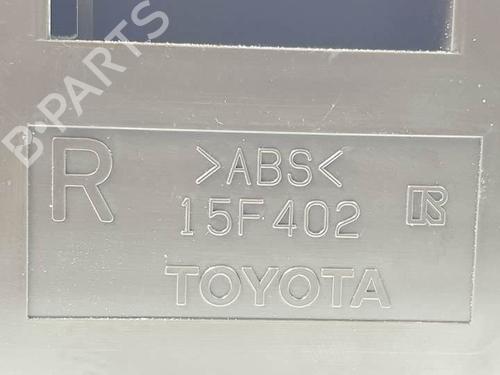 B-PARTS
R
>ABS<
15F402
TOYOTA